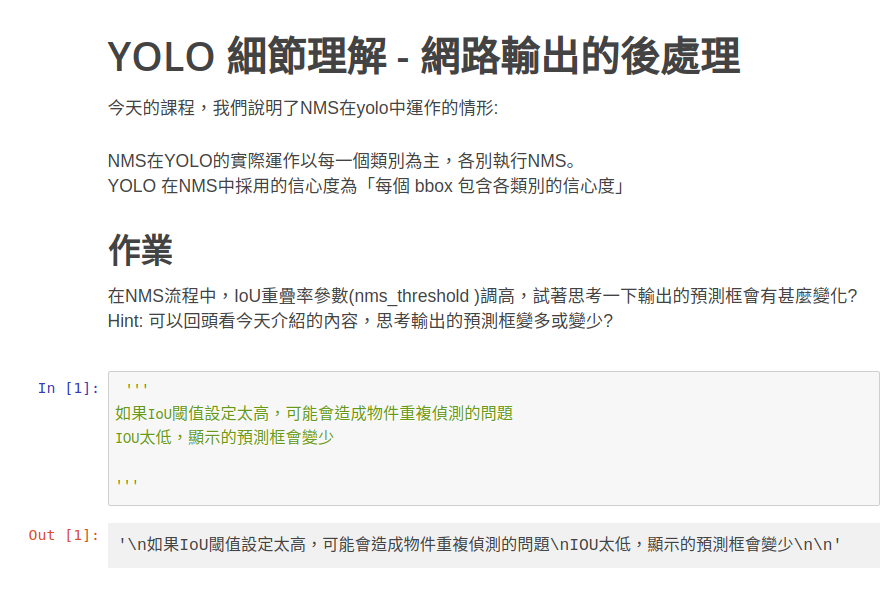 YOLO 細節理解 - 網路輸出的後處理
今天的課程，我們說明了NMS在yolo中運作的情形:
NMS在YOLO的實際運作以每一個類別為主，各別執行NMS。
YOLO 在NMS中採用的信心度為「每個 bbox 包含各類別的信心度」
作業
在NMS流程中，IoU重疊率參數(nms_threshold )調高，試著思考一下輸出的預測框會有甚麼變化?
Hint: 可以回頭看今天介紹的內容，思考輸出的預測框變多或變少?
In [1]: '''
如果IoU閾值設定太高，可能會造成物件重複偵測的問題
IOU太低，顯示的預測框會變少
'''
Out [1]: '\n如果IoU閾值設定太高，可能會造成物件重複偵測的問題\nIOU太低，顯示的預測框會變少\n\n'